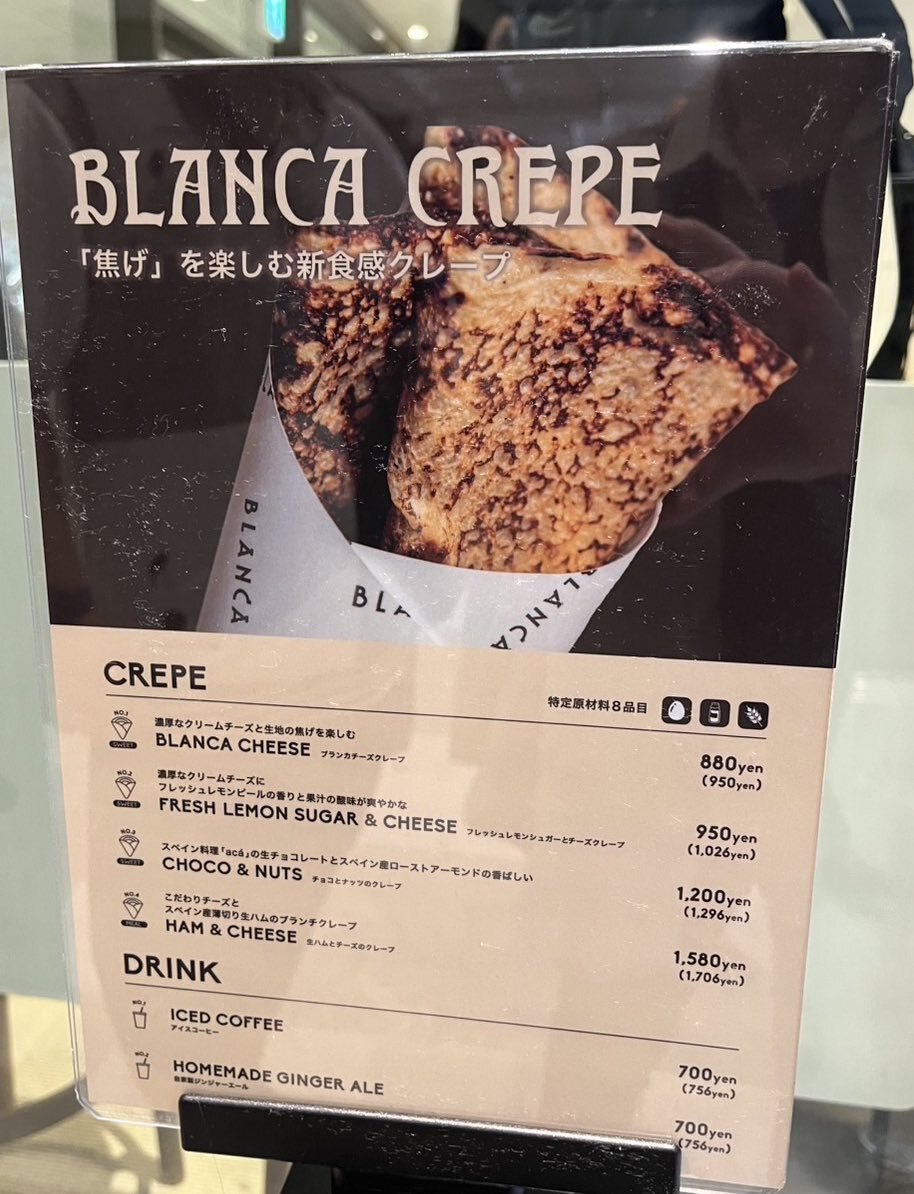 BLANCA CREPE
「焦げ」を楽しむ新食感クレープ
BLANCA
BLA
BLANCA
CREPE
特定原材料8品目
NO.1
SWEET
濃厚なクリームチーズと生地の焦げを楽しむ
BLANCA CHEESE ブランカチーズクレープ
880yen
(950yen)
NO.2
SWEET
濃厚なクリームチーズに
フレッシュレモンピールの香りと果汁の酸味が爽やかな
FRESH LEMON SUGAR & CHEESE フレッシュレモンシュガーとチーズクレープ
950yen
(1,026yen)
NO.3
SWEET
スペイン料理「acá」の生チョコレートとスペイン産ローストアーモンドの香ばしい
CHOCO & NUTS チョコとナッツのクレープ
1,200yen
(1,296yen)
NO.4
MEAL
こだわりチーズと
スペイン産薄切り生ハムのブランチクレープ
HAM & CHEESE 生ハムとチーズのクレープ
1,580yen
(1,706yen)
DRINK
NO.1
ICED COFFEE
アイスコーヒー
700yen
(756yen)
NO.2
HOMEMADE GINGER ALE
自家製ジンジャーエール
700yen
(756yen)